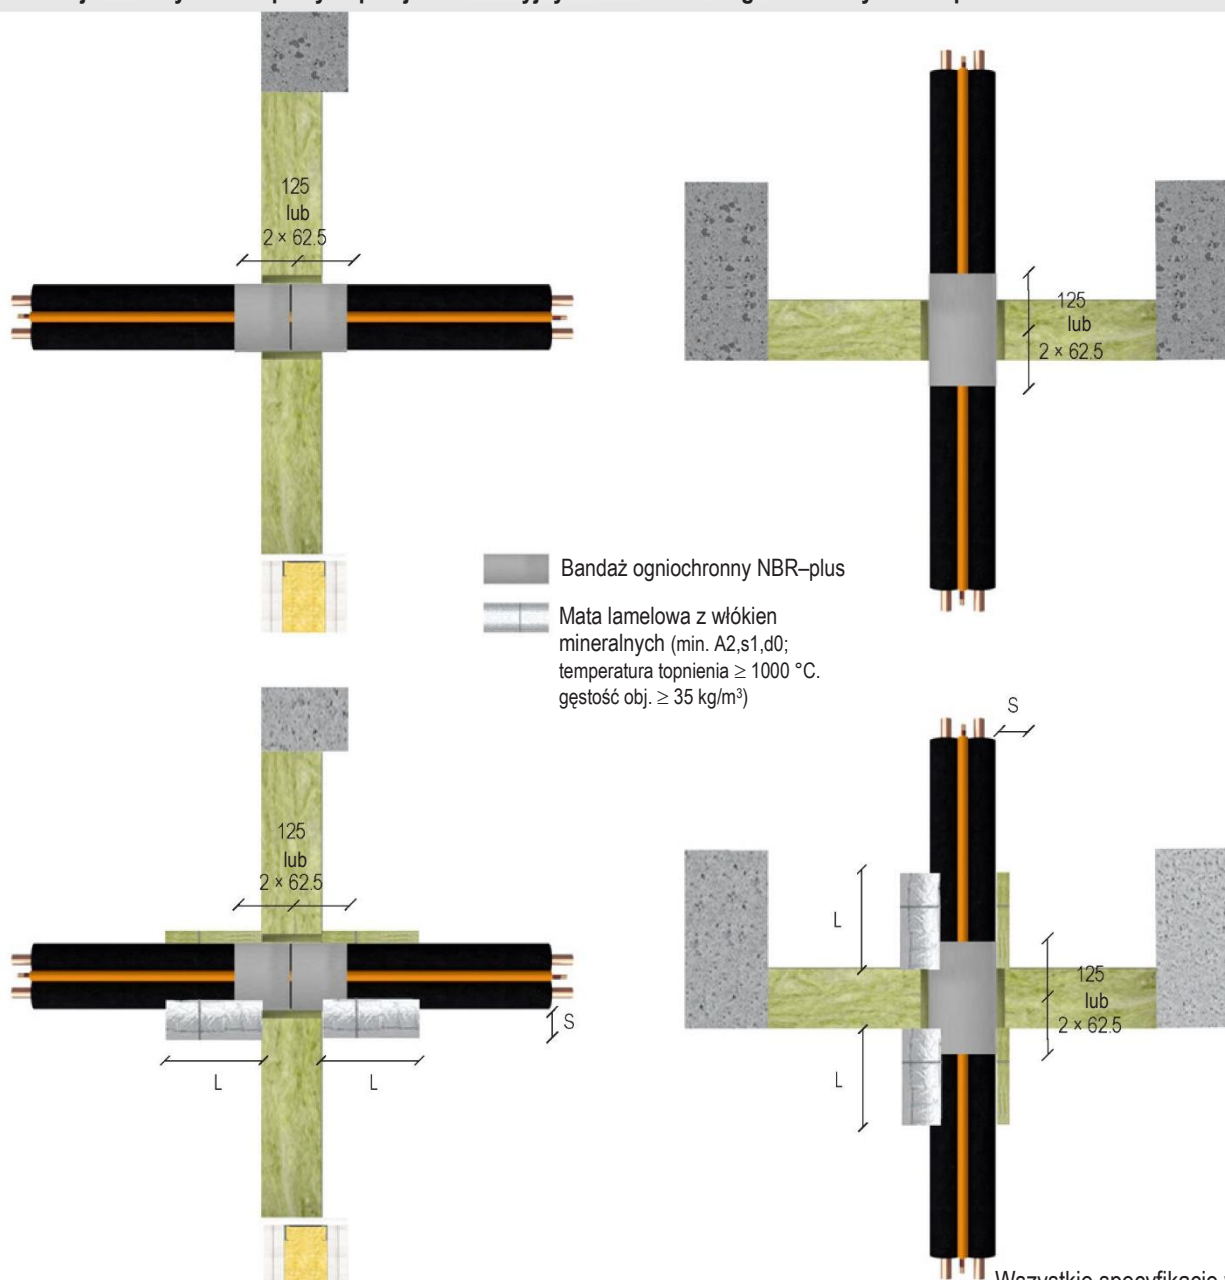 125
lub
2 × 62.5
125
lub
2 × 62.5
Bandaż ogniochronny NBR–plus
Mata lamelowa z włókien
mineralnych (min. A2,s1,d0;
temperatura topnienia ≥ 1000 °C.
gęstość obj. ≥ 35 kg/m³)
S
125
lub
2 × 62.5
S
L
L
L
125
lub
2 × 62.5
L
Wszystkie specyfikacje